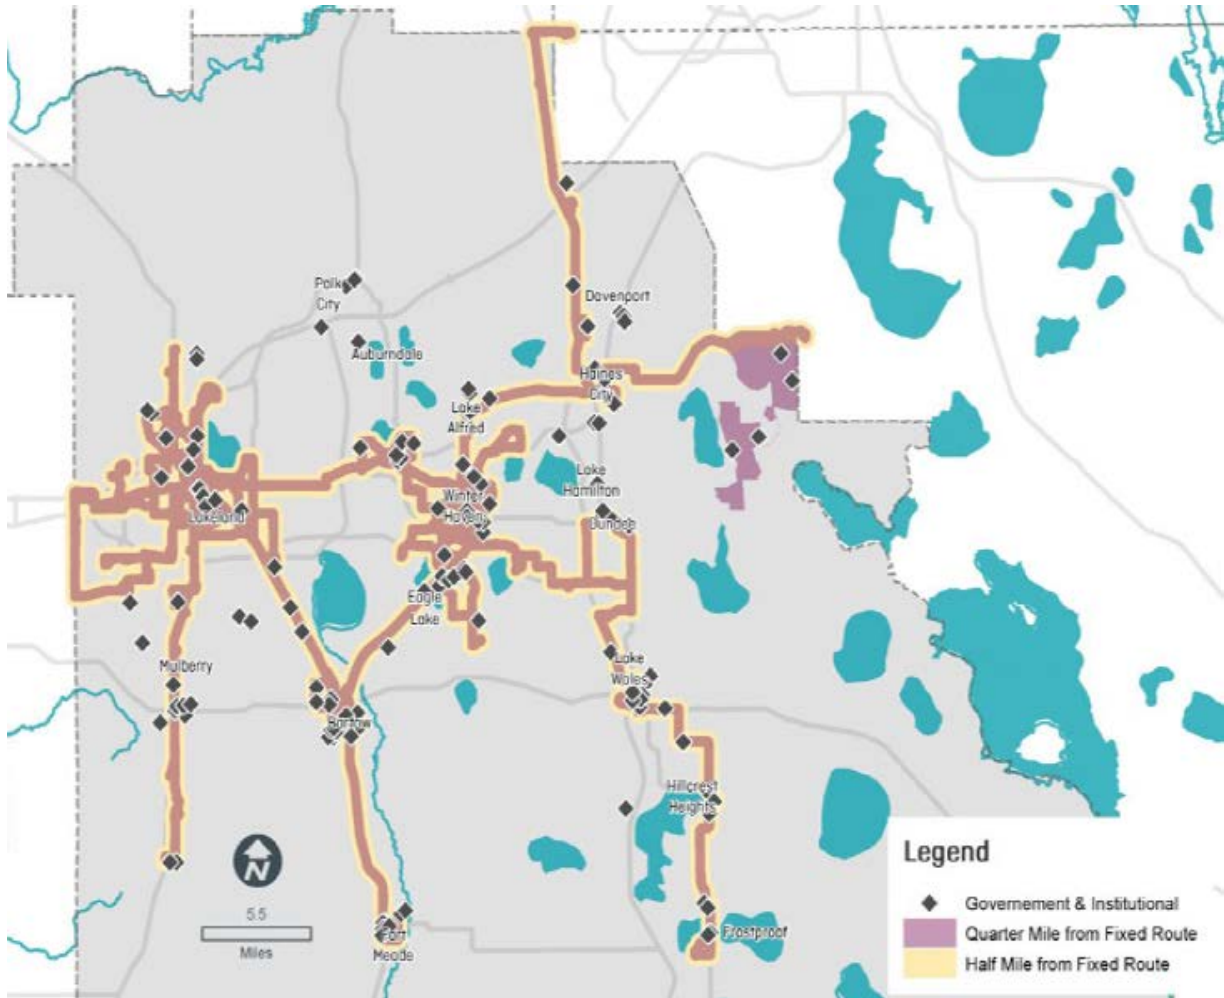 Polk
City
Davenport
Auburndale
Haines
City
Lake
Alfred
Lake
Hamilton
Winter
Haven
Lakeland
Dundee
Eagle
Lake
Lake
Wales
Mulberry
Bartow
Hillcrest
Heights
Legend
N
Governement & Institutional
5.5
Quarter Mile from Fixed Route
Frostproof
Fort
Meade
Miles
Half Mile from Fixed Route